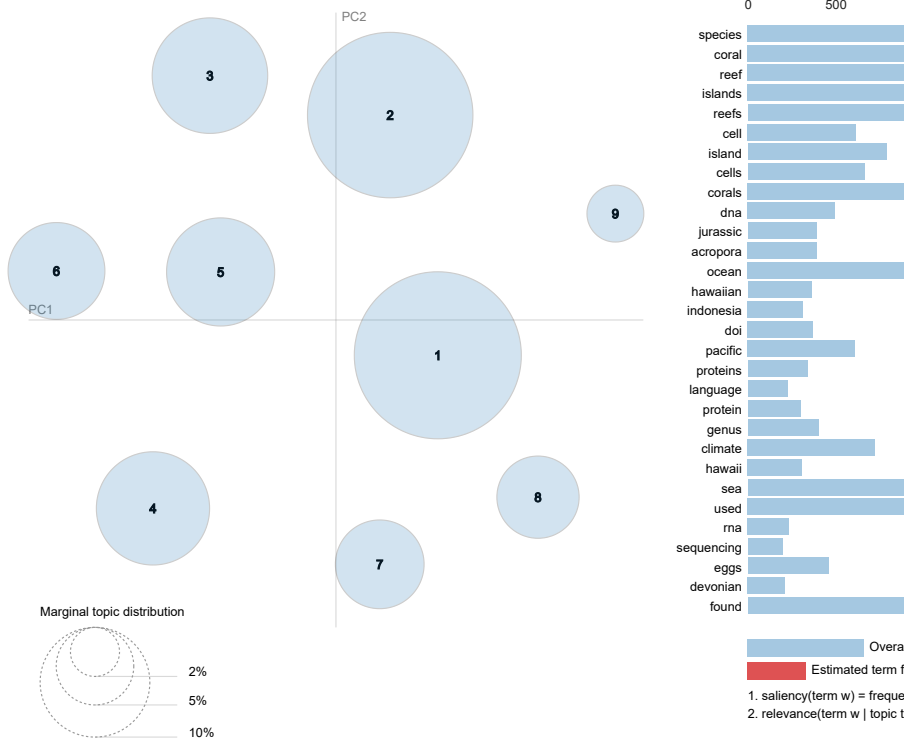 PC2
3
2
9
6
5
PC1
1
4
8
7
Marginal topic distribution
2%
5%
10%
0 500
species
coral
reef
islands
reefs
cell
island
cells
corals
dna
jurassic
acropora
ocean
hawaiian
indonesia
doi
pacific
proteins
language
protein
genus
climate
hawaii
sea
used
rna
sequencing
eggs
devonian
found
Overa
Estimated term f
1. saliency(term w) = freque
2. relevance(term w | topic t